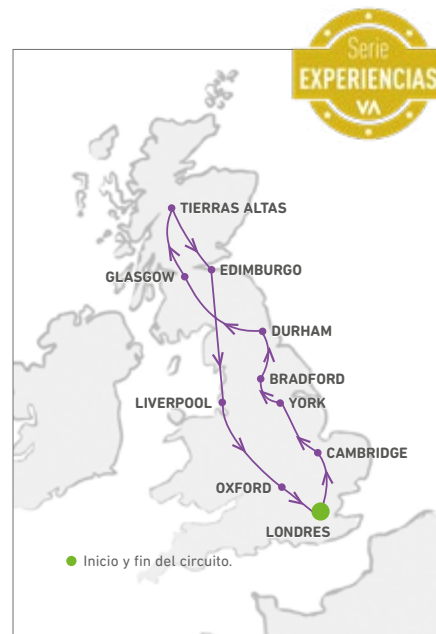 Serie
EXPERIENCIAS
VA
TIERRAS ALTAS
EDIMBURGO
GLASGOW
DURHAM
BRADFORD
LIVERPOOL
YORK
CAMBRIDGE
OXFORD
LONDRES
Inicio y fin del circuito.